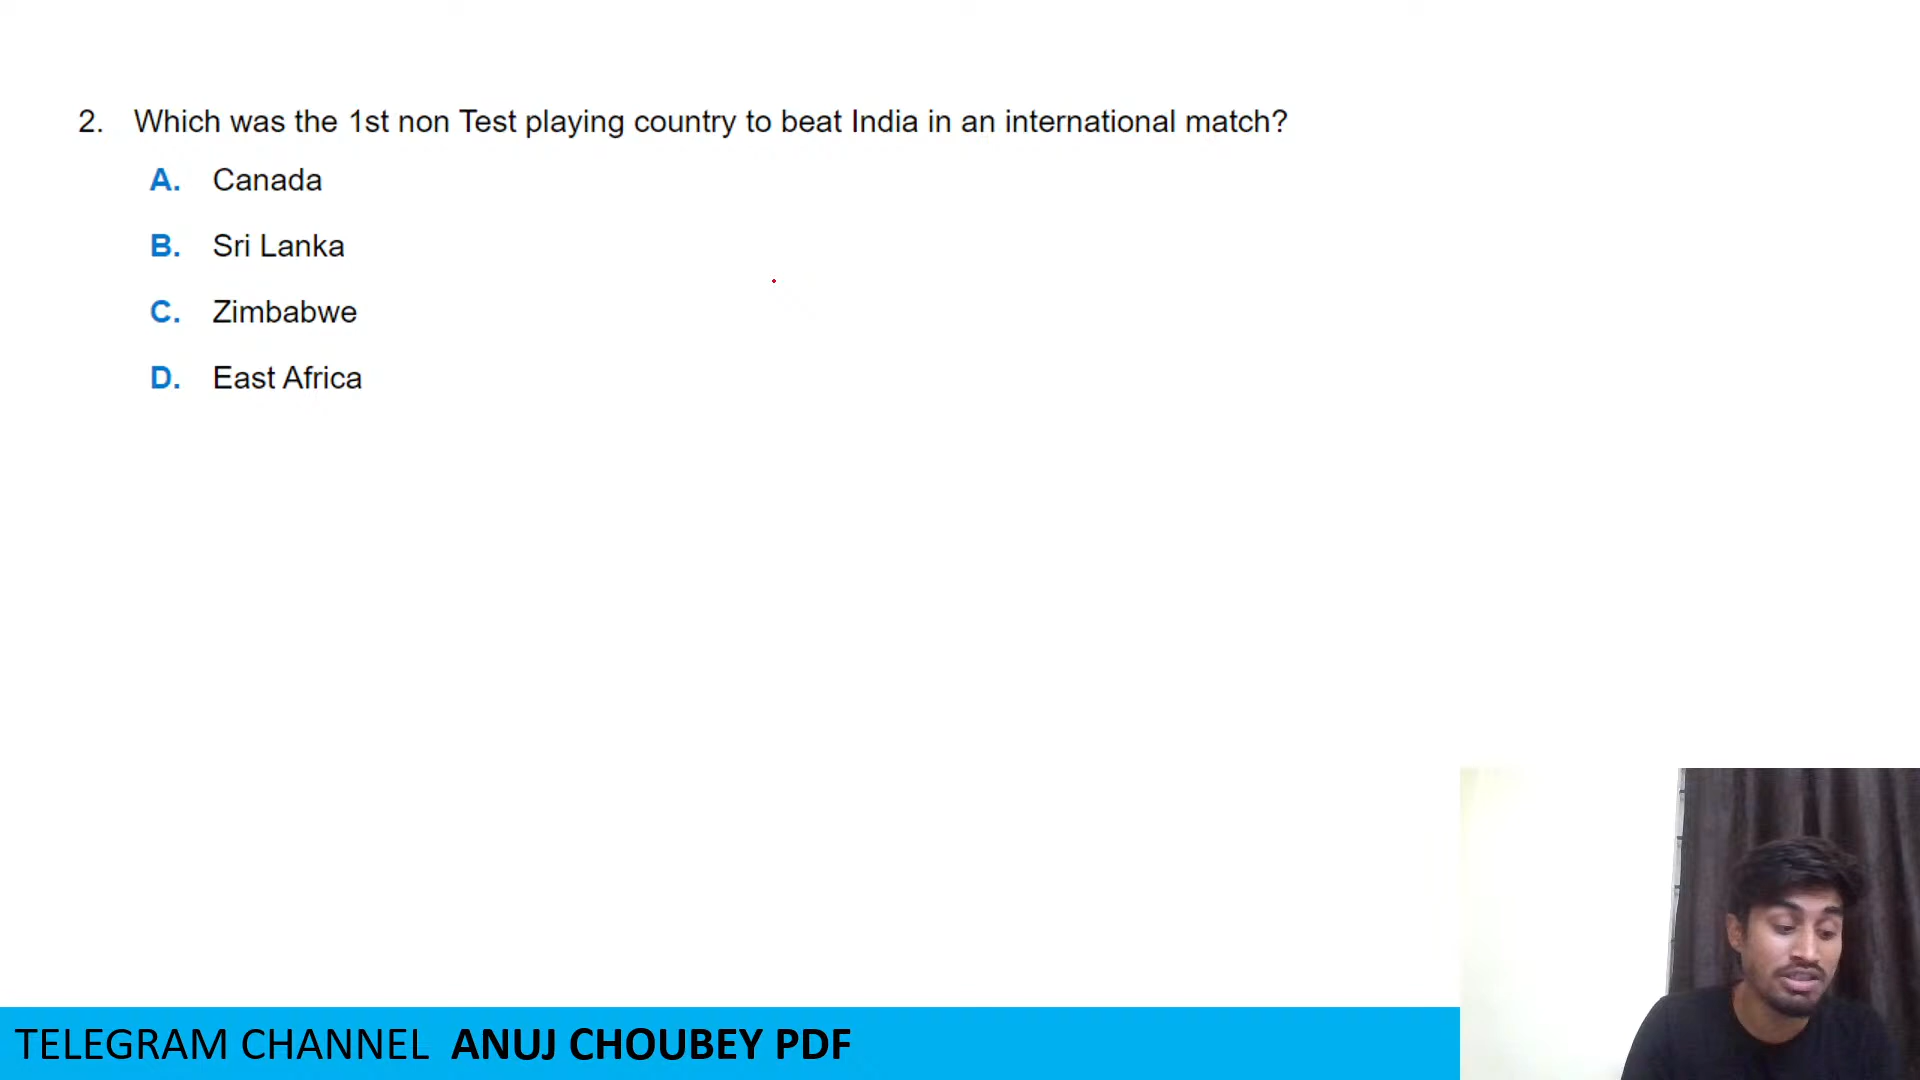 2. Which was the 1st non Test playing country to beat India in an international match?
A. Canada
B. Sri Lanka
C. Zimbabwe
D. East Africa
TELEGRAM CHANNEL ANUJ CHOUBEY PDF